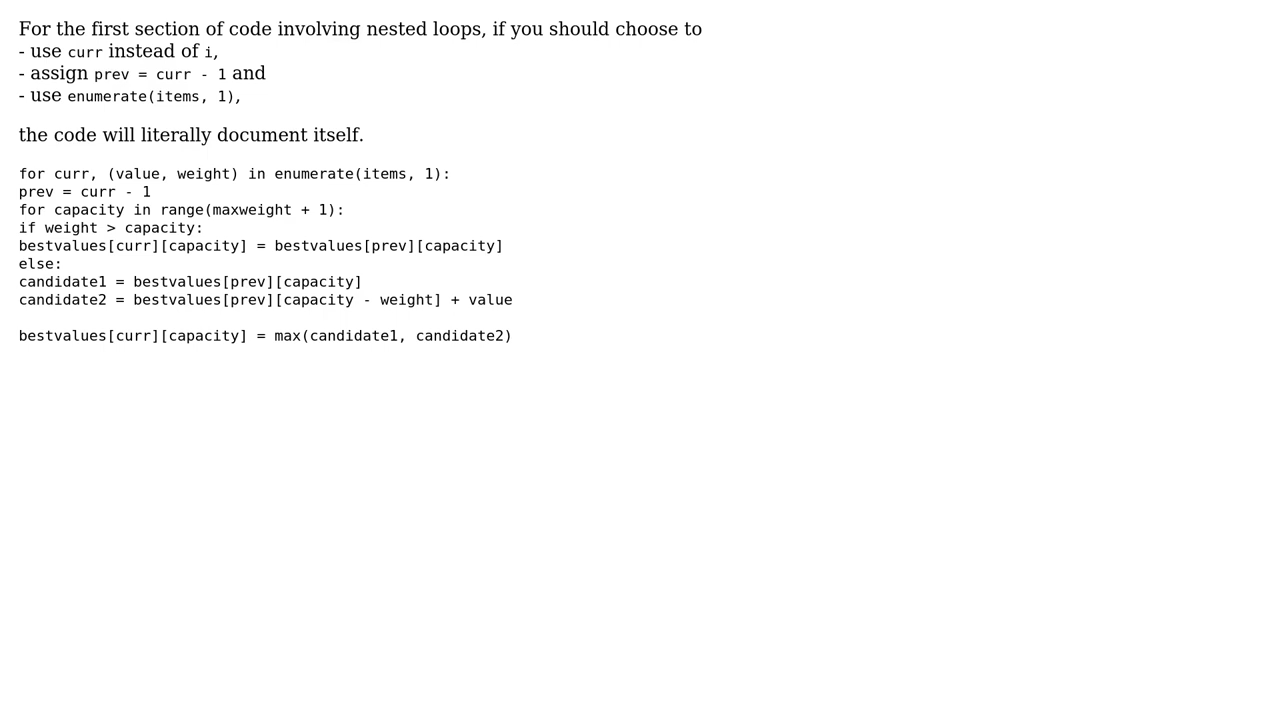 For the first section of code involving nested loops, if you should choose to
- use curr instead of i,
- assign prev = curr - 1 and
- use enumerate(items, 1),
the code will literally document itself.
for curr, (value, weight) in enumerate(items, 1):
prev = curr - 1
for capacity in range(maxweight + 1):
if weight > capacity:
bestvalues[curr][capacity] = bestvalues[prev][capacity]
else:
candidate1 = bestvalues[prev][capacity]
candidate2 = bestvalues[prev][capacity - weight] + value
bestvalues[curr][capacity] = max(candidate1, candidate2)